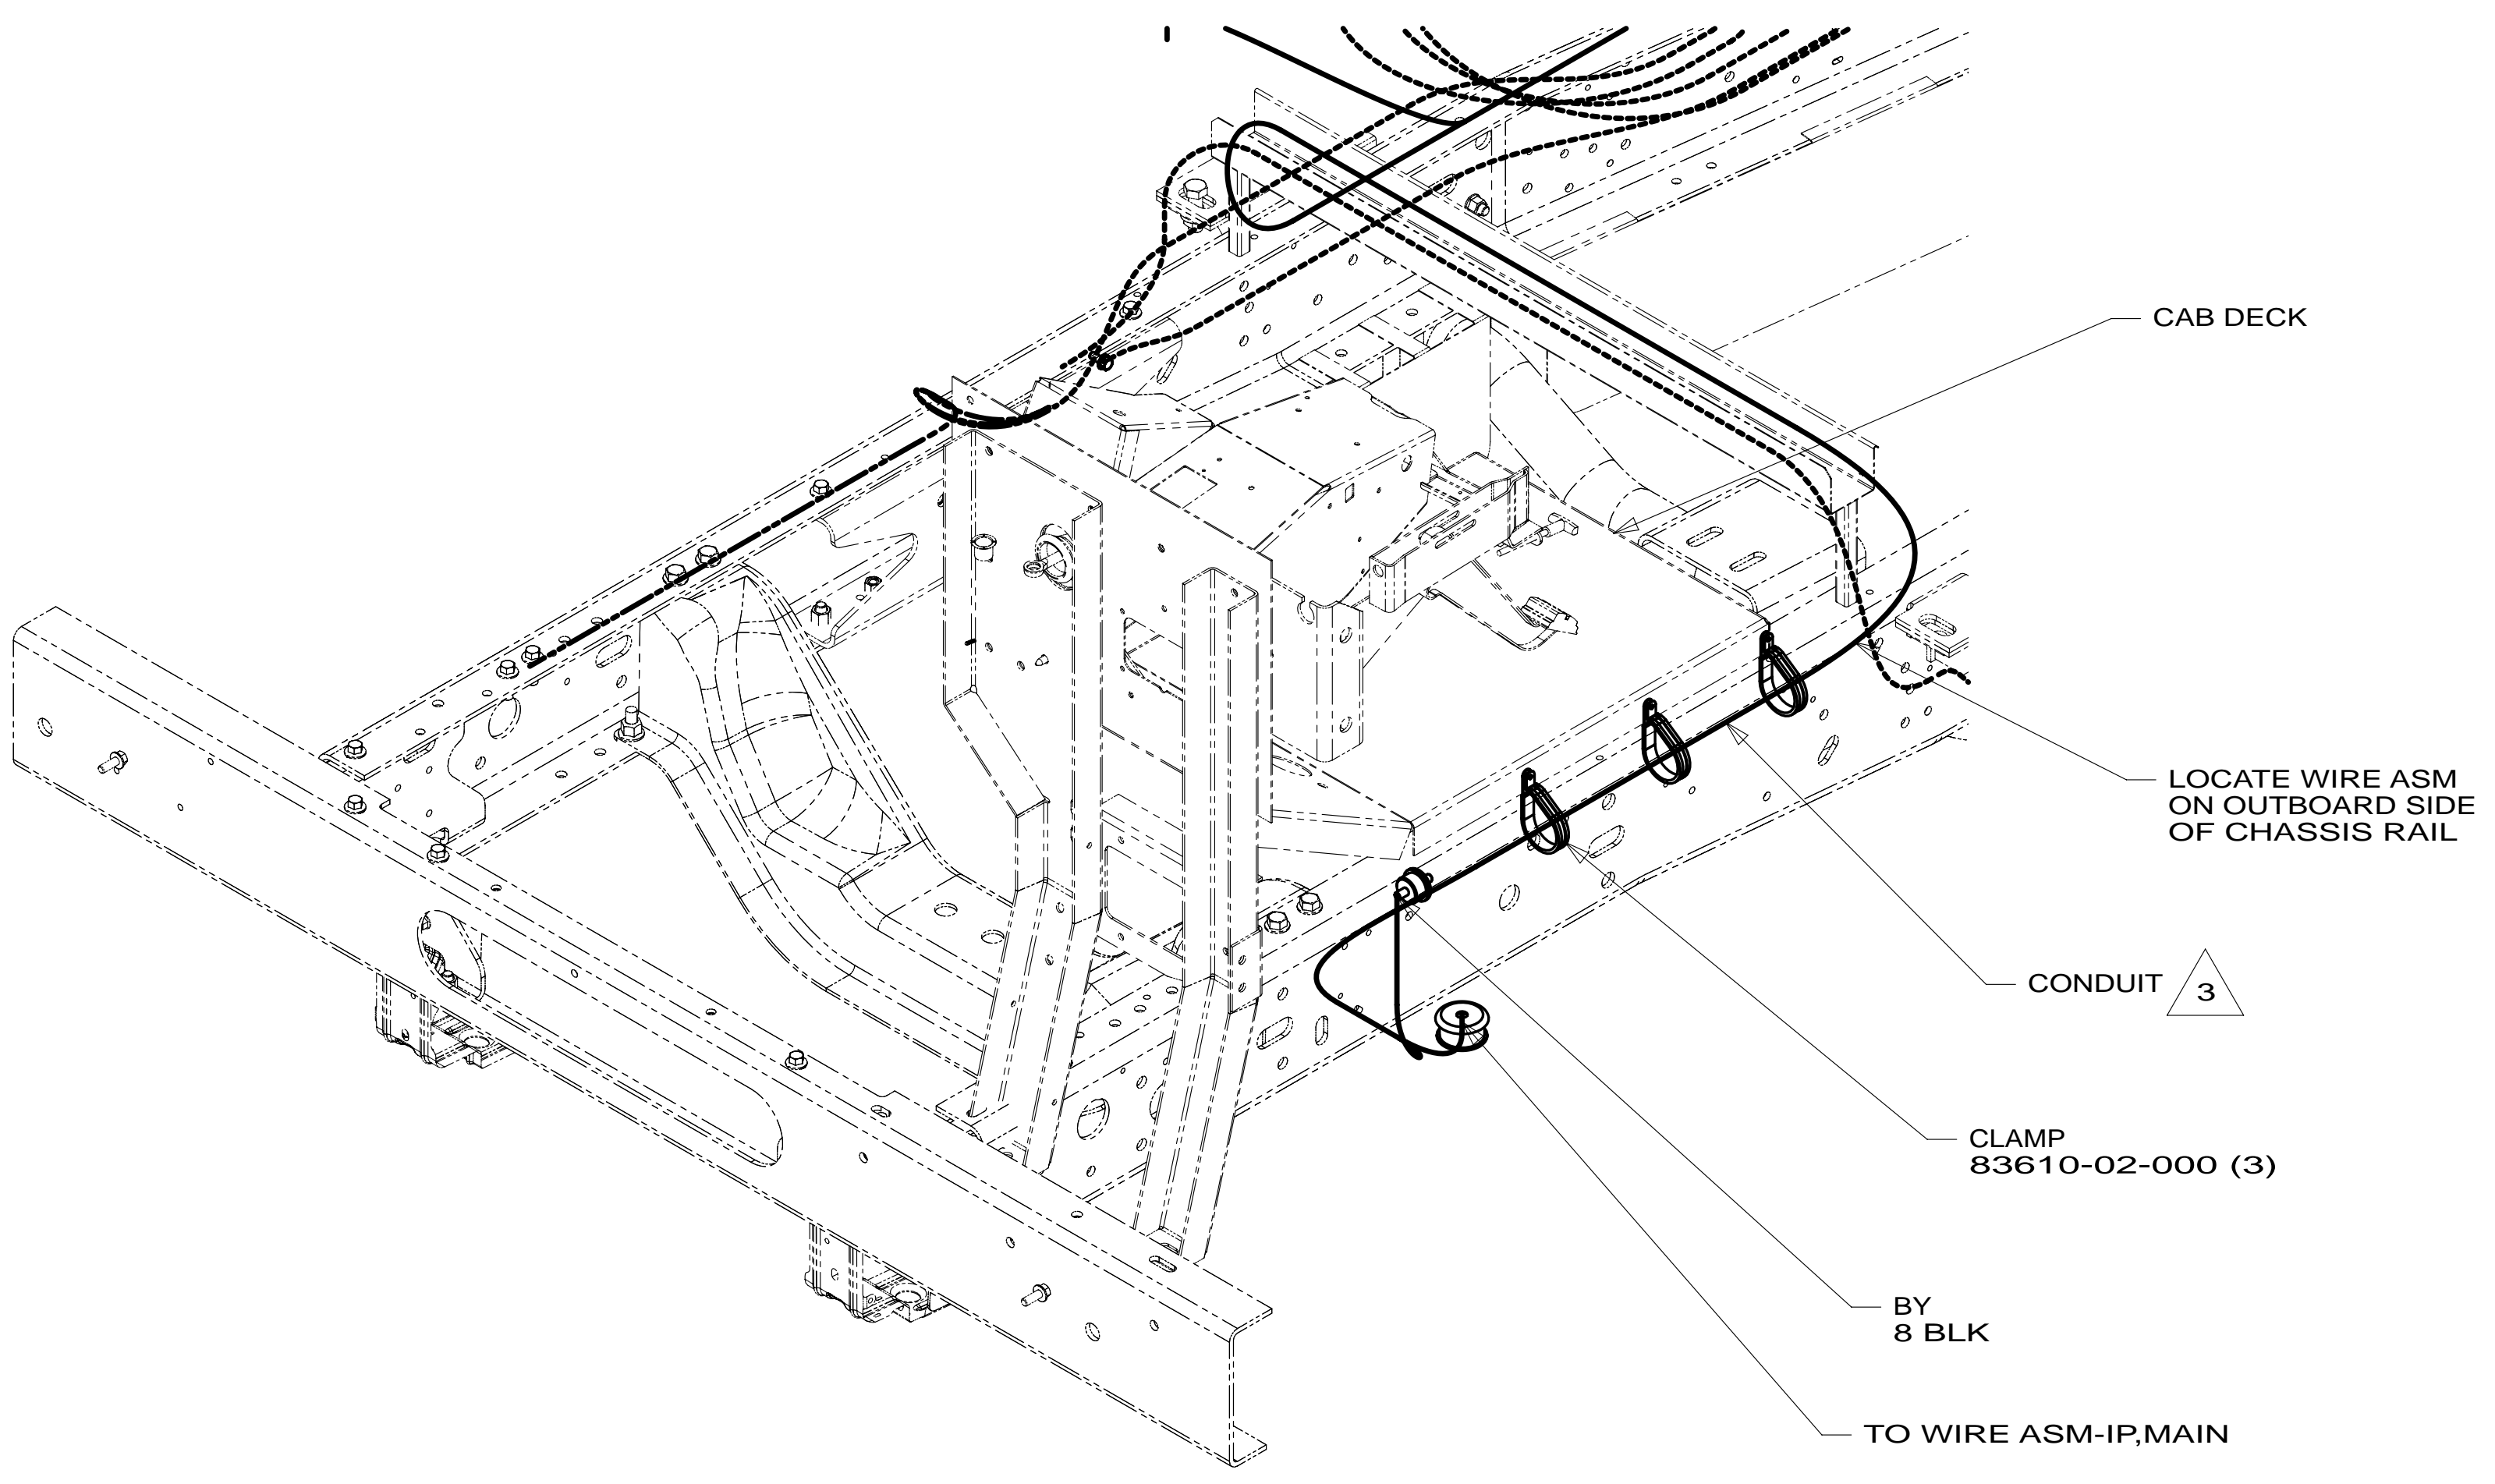 CAB DECK
LOCATE WIRE ASM
ON OUTBOARD SIDE
OF CHASSIS RAIL
CONDUIT 3
CLAMP
83610-02-000 (3)
BY
8 BLK
TO WIRE ASM-IP,MAIN